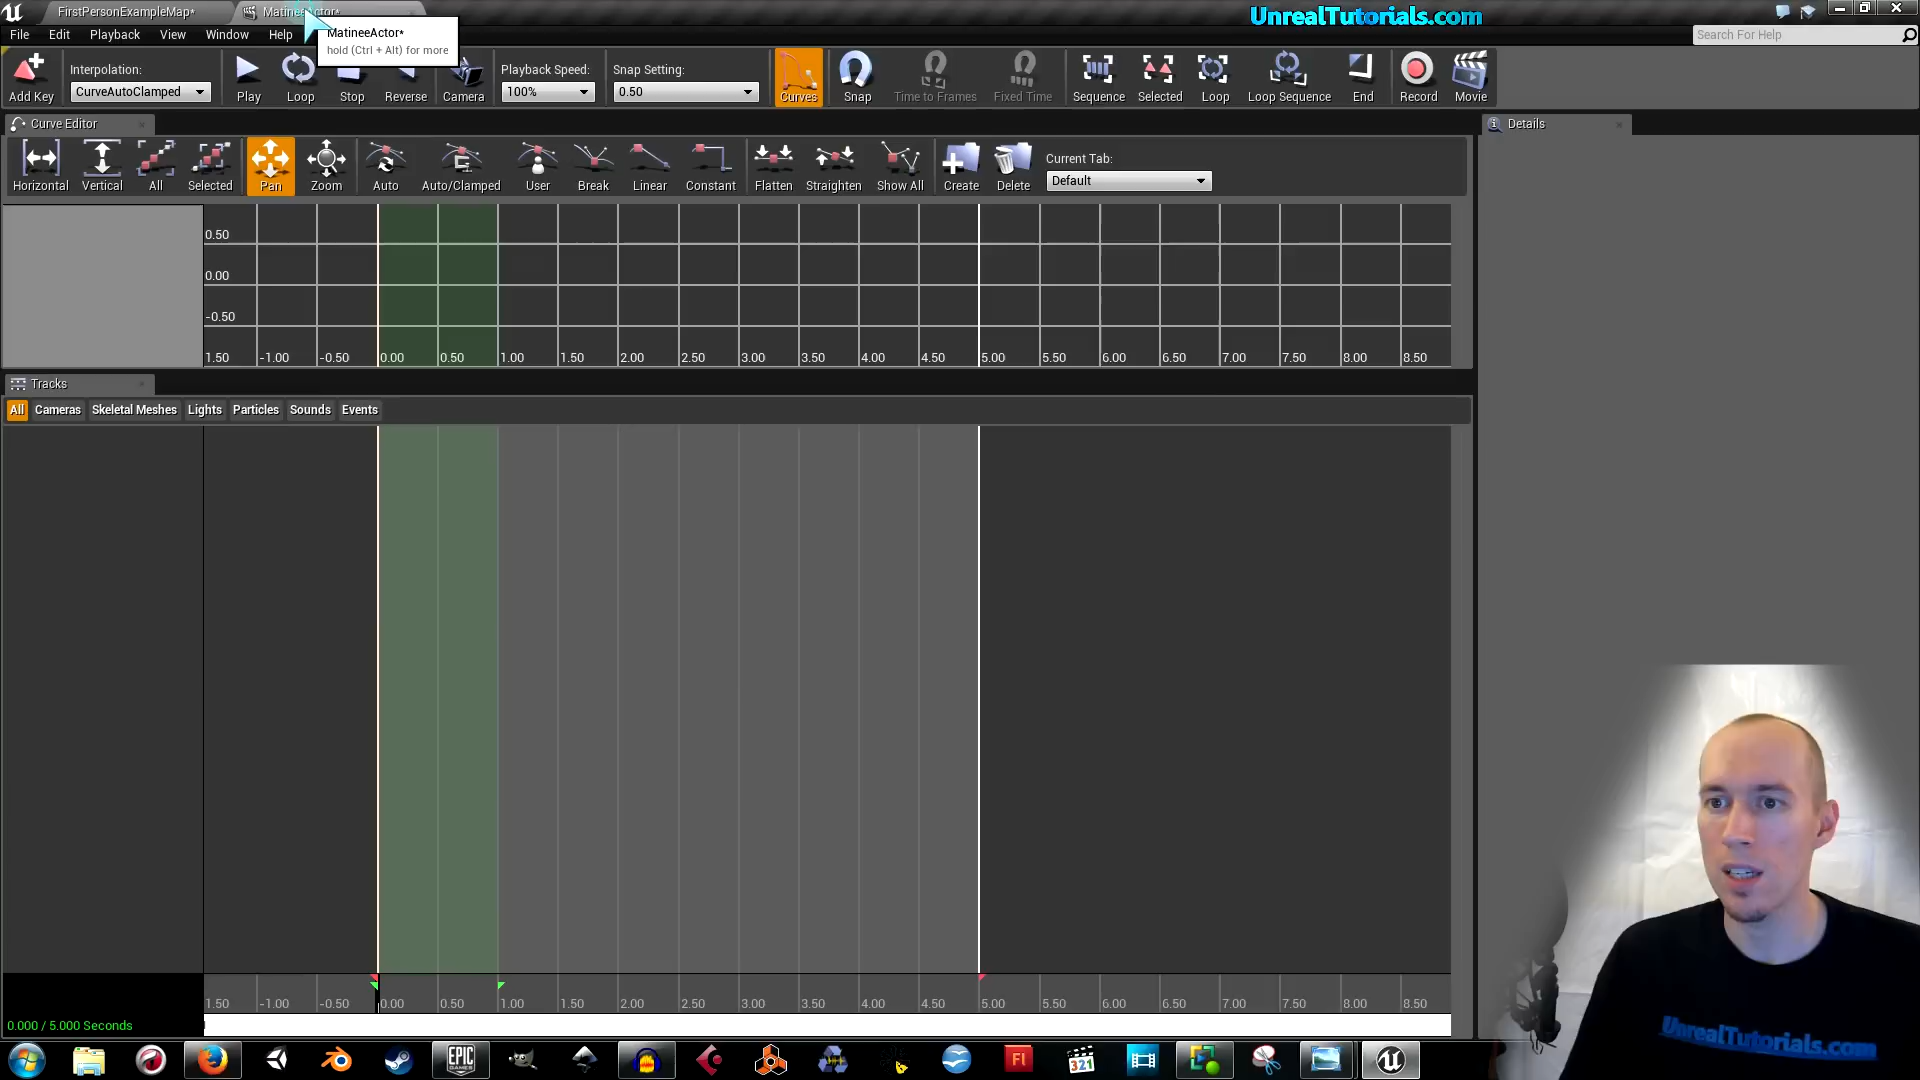 FirstPersonExampleMap*
MatineeActor*
UnrealTutorials.com
File Edit Playback View Window Help
MatineeActor*
hold (Ctrl + Alt) for more
Search For Help
Add Key
Interpolation:
CurveAutoClamped
Play
Loop
Stop
Reverse
Camera
Playback Speed:
100%
Snap Setting:
0.50
Curves
Snap
Time to Frames
Fixed Time
Sequence
Selected
Loop
Loop Sequence
End
Record
Movie
Curve Editor
Details
Horizontal
Vertical
All
Selected
Pan
Zoom
Auto
Auto/Clamped
User
Break
Linear
Constant
Flatten
Straighten
Show All
Create
Delete
Current Tab:
Default
0.50
0.00
-0.50
1.50 -1.00 -0.50 0.00 0.50 1.00 1.50 2.00 2.50 3.00 3.50 4.00 4.50 5.00 5.50 6.00 6.50 7.00 7.50 8.00 8.50
Tracks
All Cameras Skeletal Meshes Lights Particles Sounds Events
1.50 -1.00 -0.50 0.00 0.50 1.00 1.50 2.00 2.50 3.00 3.50 4.00 4.50 5.00 5.50 6.00 6.50 7.00 7.50 8.00 8.50
0.000 / 5.000 Seconds
UnrealTutorials.com
EPIC
GAMES
Fl
321